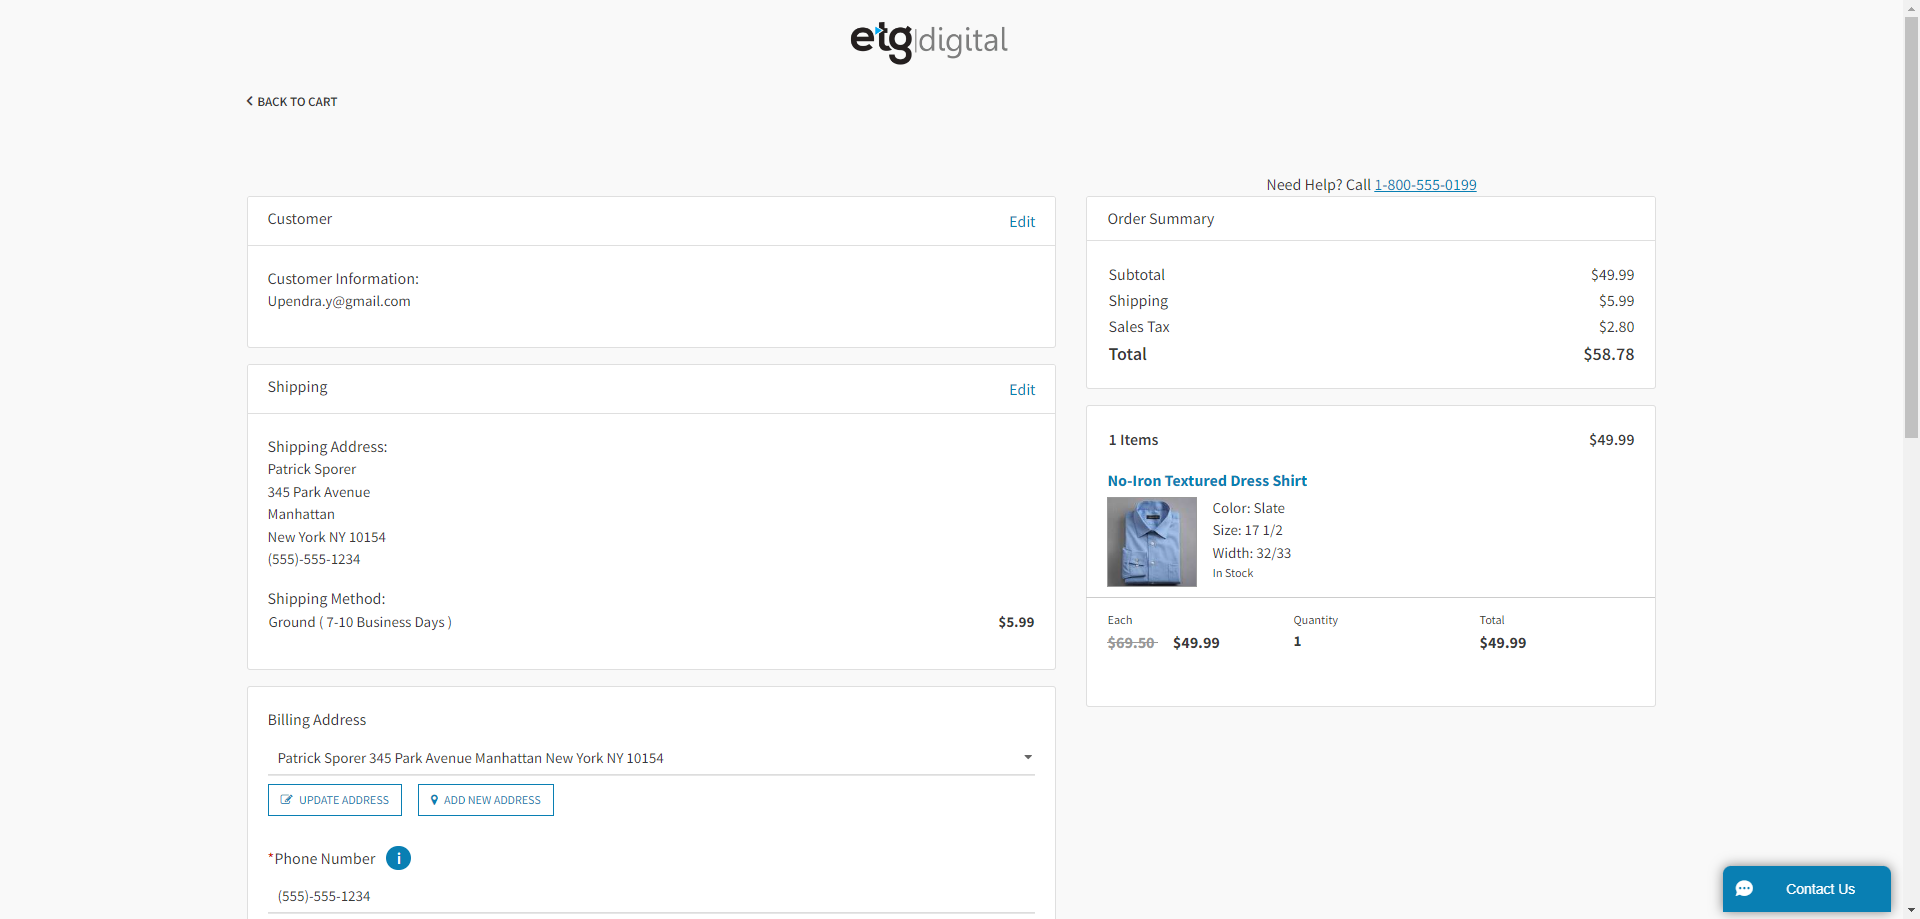 etg|digital
BACK TO CART
Need Help? Call 1-800-555-0199
Customer
Edit
Customer Information:
Upendra.y@gmail.com
Shipping
Edit
Shipping Address:
Patrick Sporer
345 Park Avenue
Manhattan
New York NY 10154
(555)-555-1234
Shipping Method:
Ground ( 7-10 Business Days ) $5.99
Billing Address
Patrick Sporer 345 Park Avenue Manhattan New York NY 10154
UPDATE ADDRESS
ADD NEW ADDRESS
*Phone Number i
(555)-555-1234
Order Summary
Subtotal $49.99
Shipping $5.99
Sales Tax $2.80
Total $58.78
1 Items $49.99
No-Iron Textured Dress Shirt
Color: Slate
Size: 17 1/2
Width: 32/33
In Stock
Each Quantity Total
$69.50 $49.99 1 $49.99
Contact Us